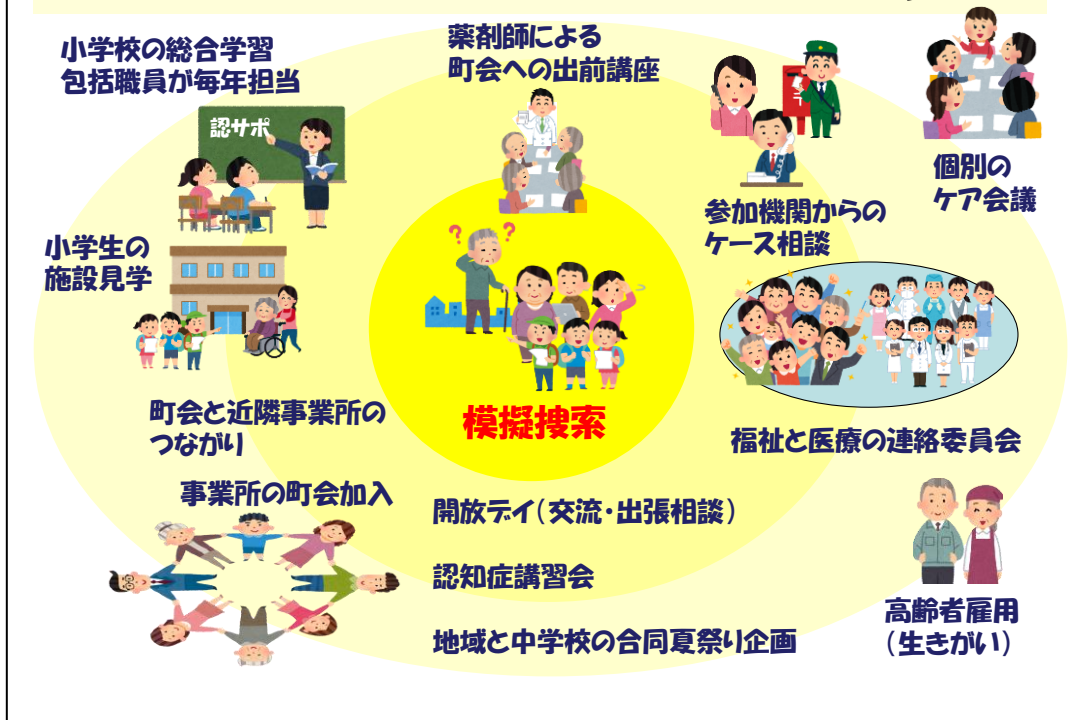 小学校の総合学習
包括職員が毎年担当
認サポ
薬剤師による
町会への出前講座
個別の
ケア会議
参加機関からの
ケース相談
小学生の
施設見学
? ?
模擬捜索
町会と近隣事業所の
つながり
福祉と医療の連絡委員会
事業所の町会加入
開放デイ(交流・出張相談)
認知症講習会
地域と中学校の合同夏祭り企画
高齢者雇用
(生きがい)